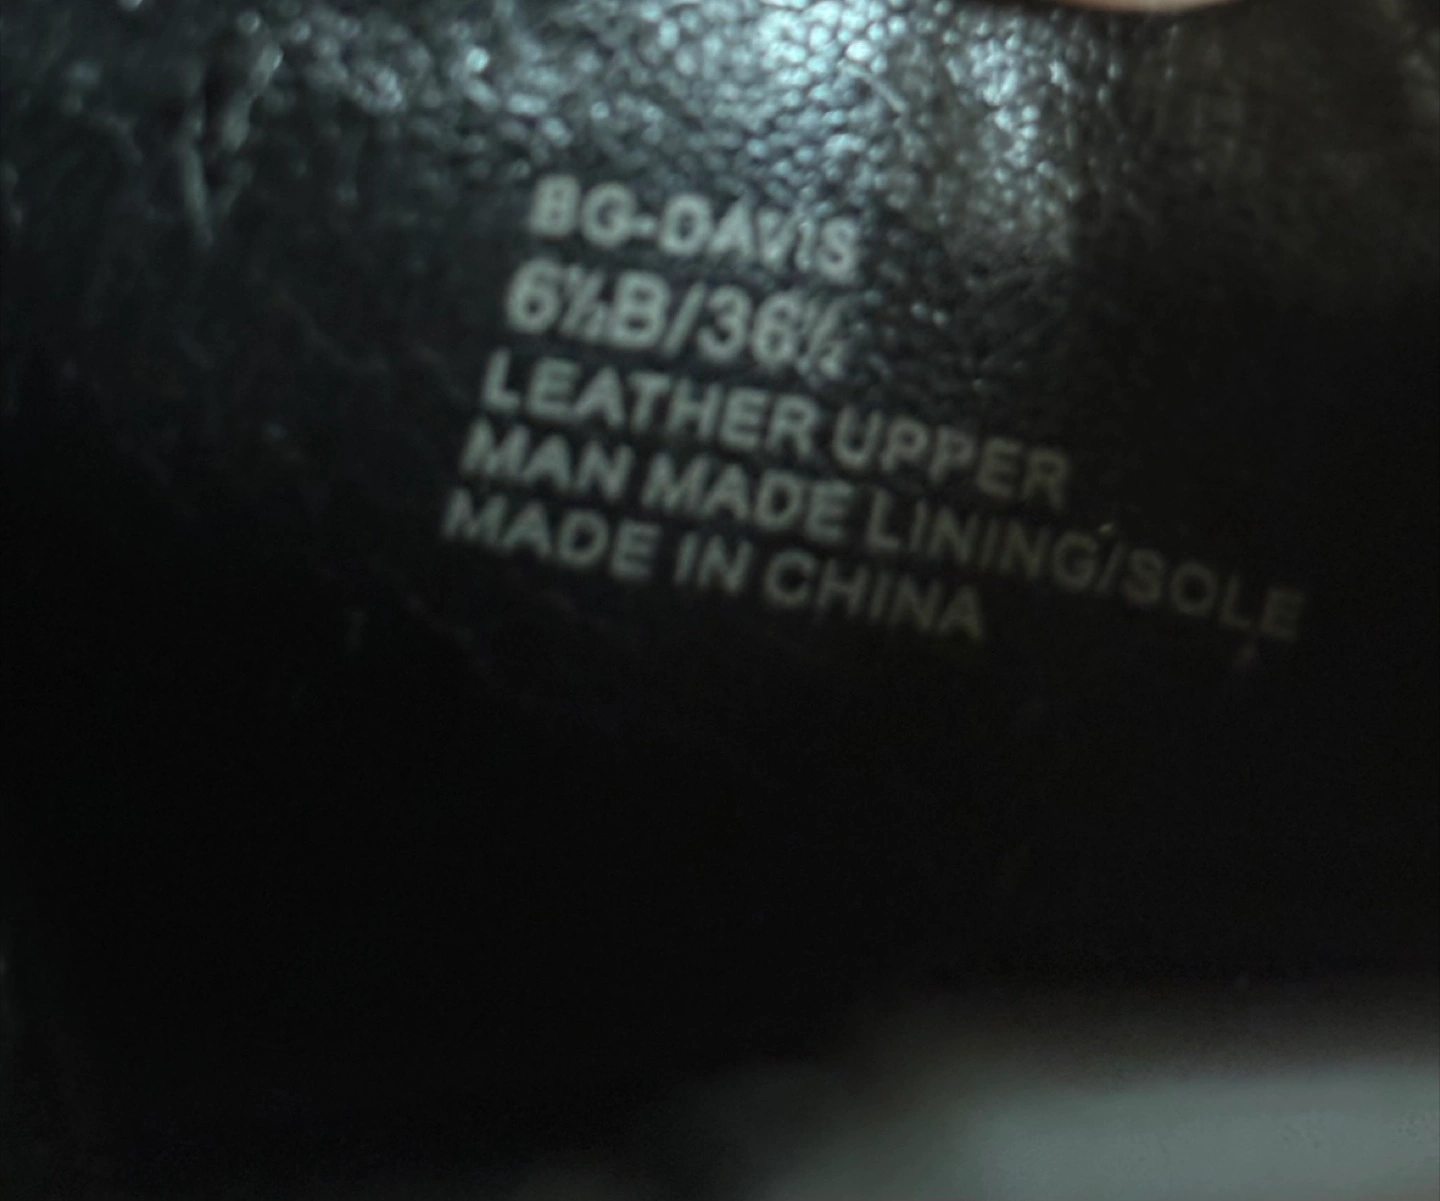 BG-DAVIS
6½B/36½
LEATHER UPPER
MAN MADE LINING/SOLE
MADE IN CHINA